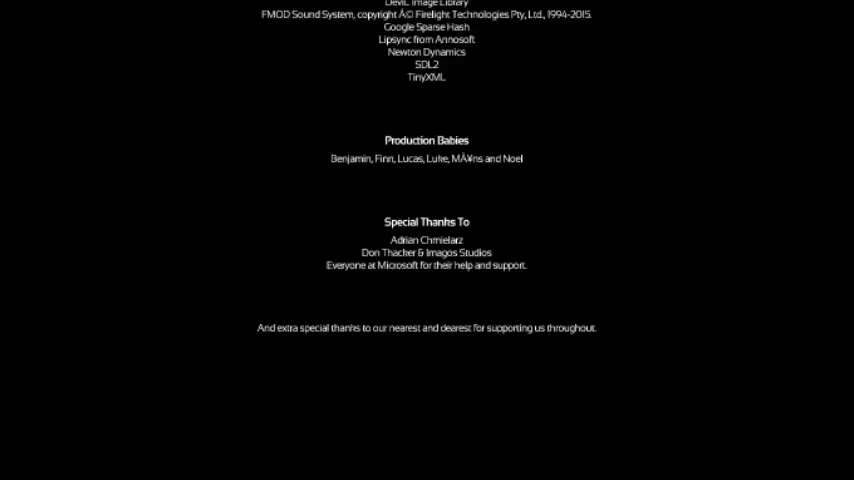 DevIL Image Library
FMOD Sound System, copyright Â© Firelight Technologies Pty, Ltd., 1994-2015.
Google Sparse Hash
Lipsync from Annosoft
Newton Dynamics
SDL2
TinyXML
Production Babies
Benjamin, Finn, Lucas, Luke, MÃ¥ns and Noel
Special Thanks To
Adrian Chmielarz
Don Thacker & Imagos Studios
Everyone at Microsoft for their help and support.
And extra special thanks to our nearest and dearest for supporting us throughout.